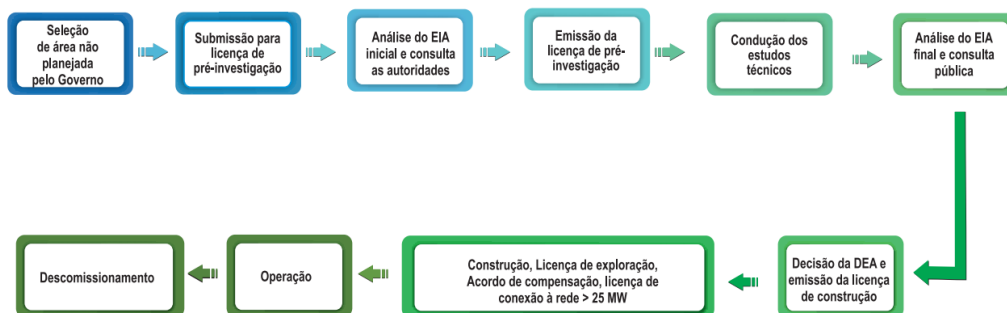 Seleção
de área não
planejada
pelo Governo
Submissão para
licença de
pré-investigação
Análise do EIA
inicial e consulta
as autoridades
Emissão da
licença de pré-
investigação
Condução dos
estudos
técnicos
Análise do EIA
final e consulta
pública
Decisão da DEA e
emissão da licença
de construção
Construção, Licença de exploração,
Acordo de compensação, licença de
conexão à rede > 25 MW
Operação
Descomissionamento